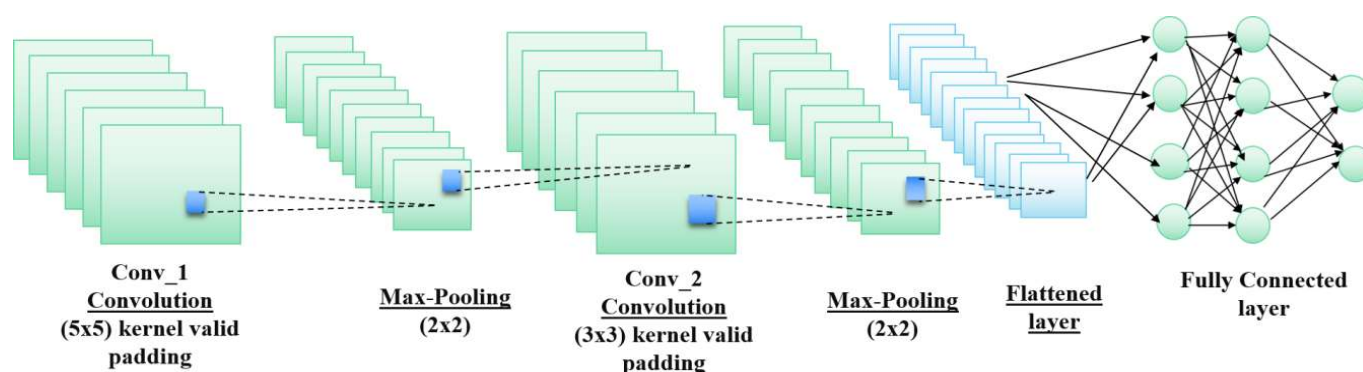 Conv_1
Convolution
(5x5) kernel valid
padding
Max-Pooling
(2x2)
Conv_2
Convolution
(3x3) kernel valid
padding
Max-Pooling
(2x2)
Flattened
layer
Fully Connected
layer